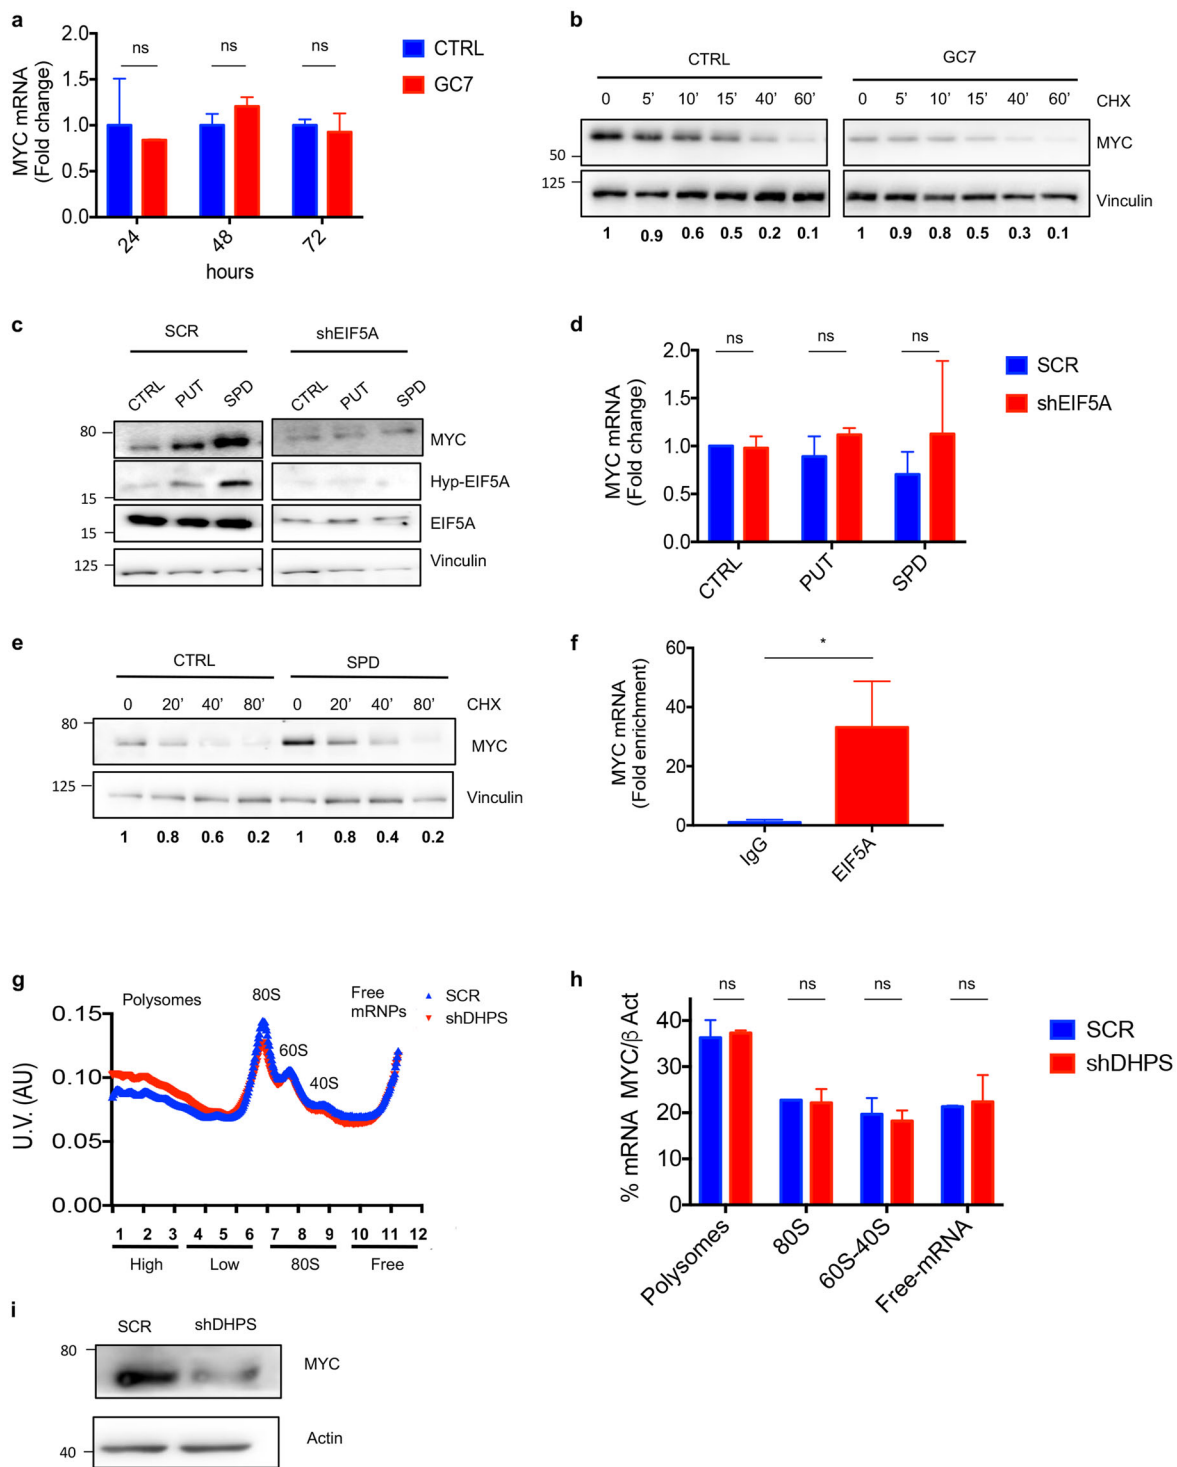 a
2.0
1.5
1.0
0.5
0.0
MYC mRNA
(Fold change)
ns
ns
ns
CTRL
GC7
24
48
72
hours
b
CTRL
GC7
0 5' 10' 15' 40' 60'
0 5' 10' 15' 40' 60'
CHX
MYC
50
125
Vinculin
1 0.9 0.6 0.5 0.2 0.1
1 0.9 0.8 0.5 0.3 0.1
c
SCR
shEIF5A
CTRL PUT SPD
CTRL PUT SPD
80
MYC
Hyp-EIF5A
15
EIF5A
15
Vinculin
125
d
2.0
1.5
1.0
0.5
0.0
MYC mRNA
(Fold change)
ns
ns
ns
SCR
shEIF5A
CTRL
PUT
SPD
e
CTRL
SPD
0 20' 40' 80' 0 20' 40' 80' CHX
80
MYC
125
Vinculin
1 0.8 0.6 0.2 1 0.8 0.4 0.2
f
60
40
20
0
MYC mRNA
(Fold enrichment)
*
IgG
EIF5A
g
0.15
0.10
0.05
0.00
U.V. (AU)
Polysomes
80S
60S
40S
Free
mRNPs
SCR
shDHPS
1 2 3 4 5 6 7 8 9 10 11 12
High Low 80S Free
h
40
30
20
10
0
% mRNA MYC/β Act
ns
ns
ns
ns
SCR
shDHPS
Polysomes
80S
60S-40S
Free-mRNA
i
SCR shDHPS
80
MYC
Actin
40